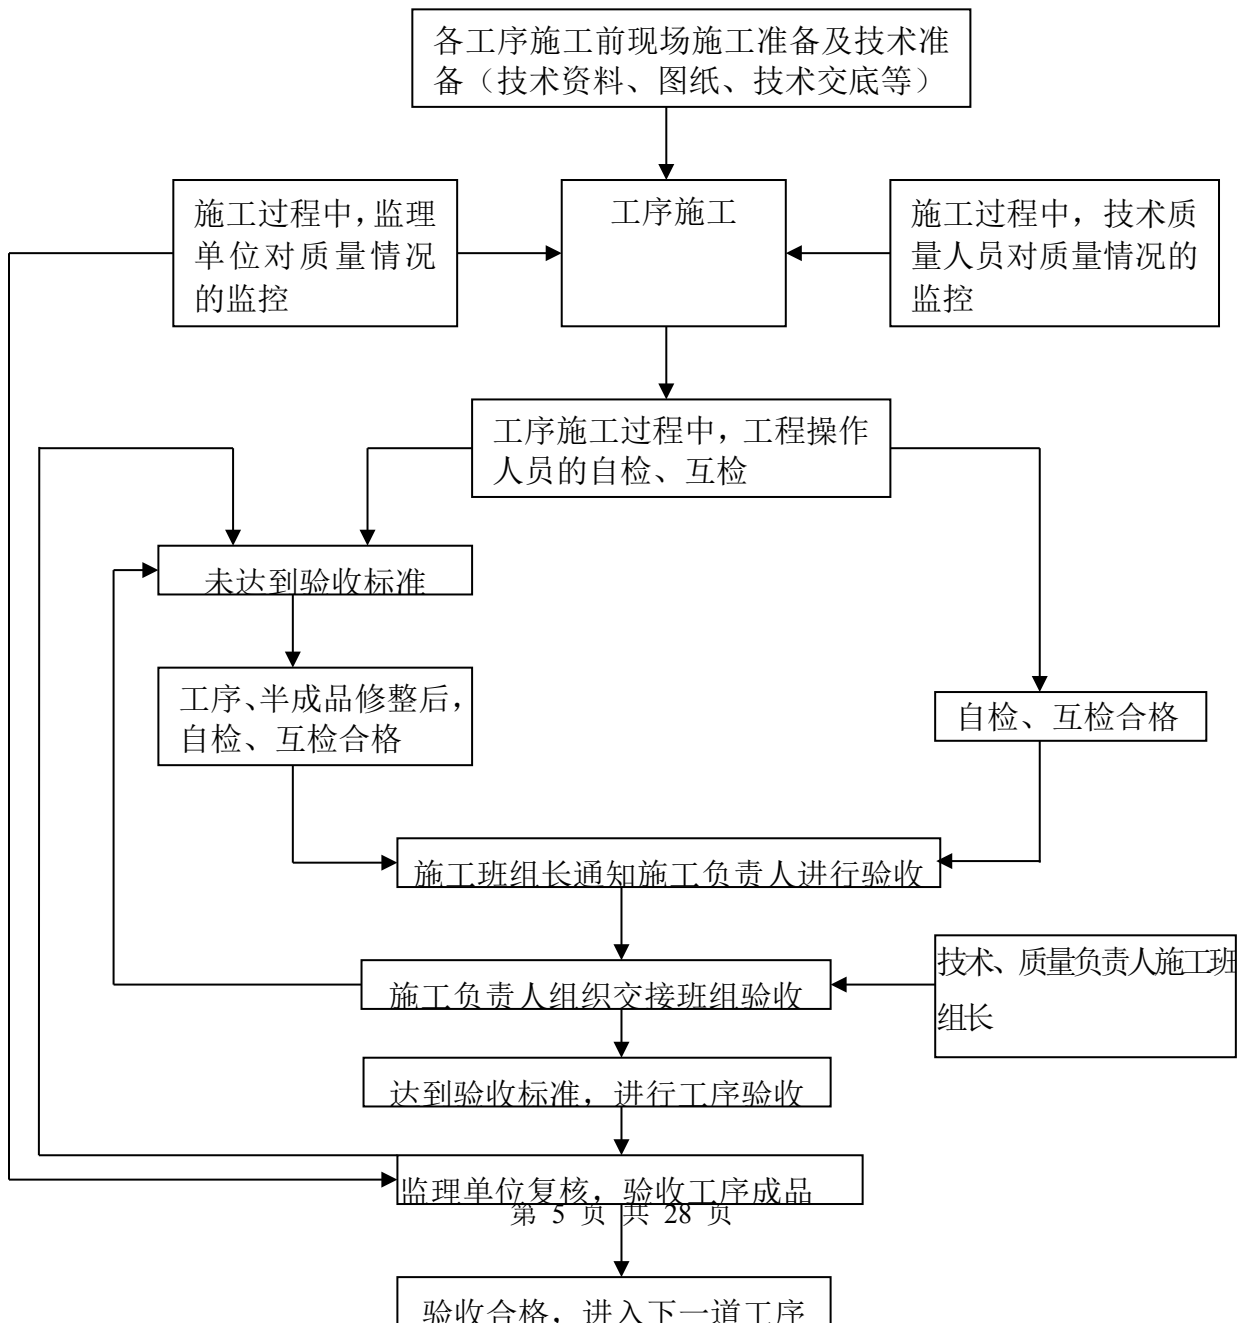 各工序施工前现场施工准备及技术准
备（技术资料、图纸、技术交底等）
施工过程中，监理
单位对质量情况
的监控
工序施工
施工过程中，技术质
量人员对质量情况的
监控
工序施工过程中，工程操作
人员的自检、互检
未达到验收标准
工序、半成品修整后，
自检、互检合格
自检、互检合格
施工班组长通知施工负责人进行验收
施工负责人组织交接班组验收
技术、质量负责人施工班
组长
达到验收标准，进行工序验收
监理单位复核，验收工序成品
第 5 页 共 28 页
验收合格，进入下一道工序